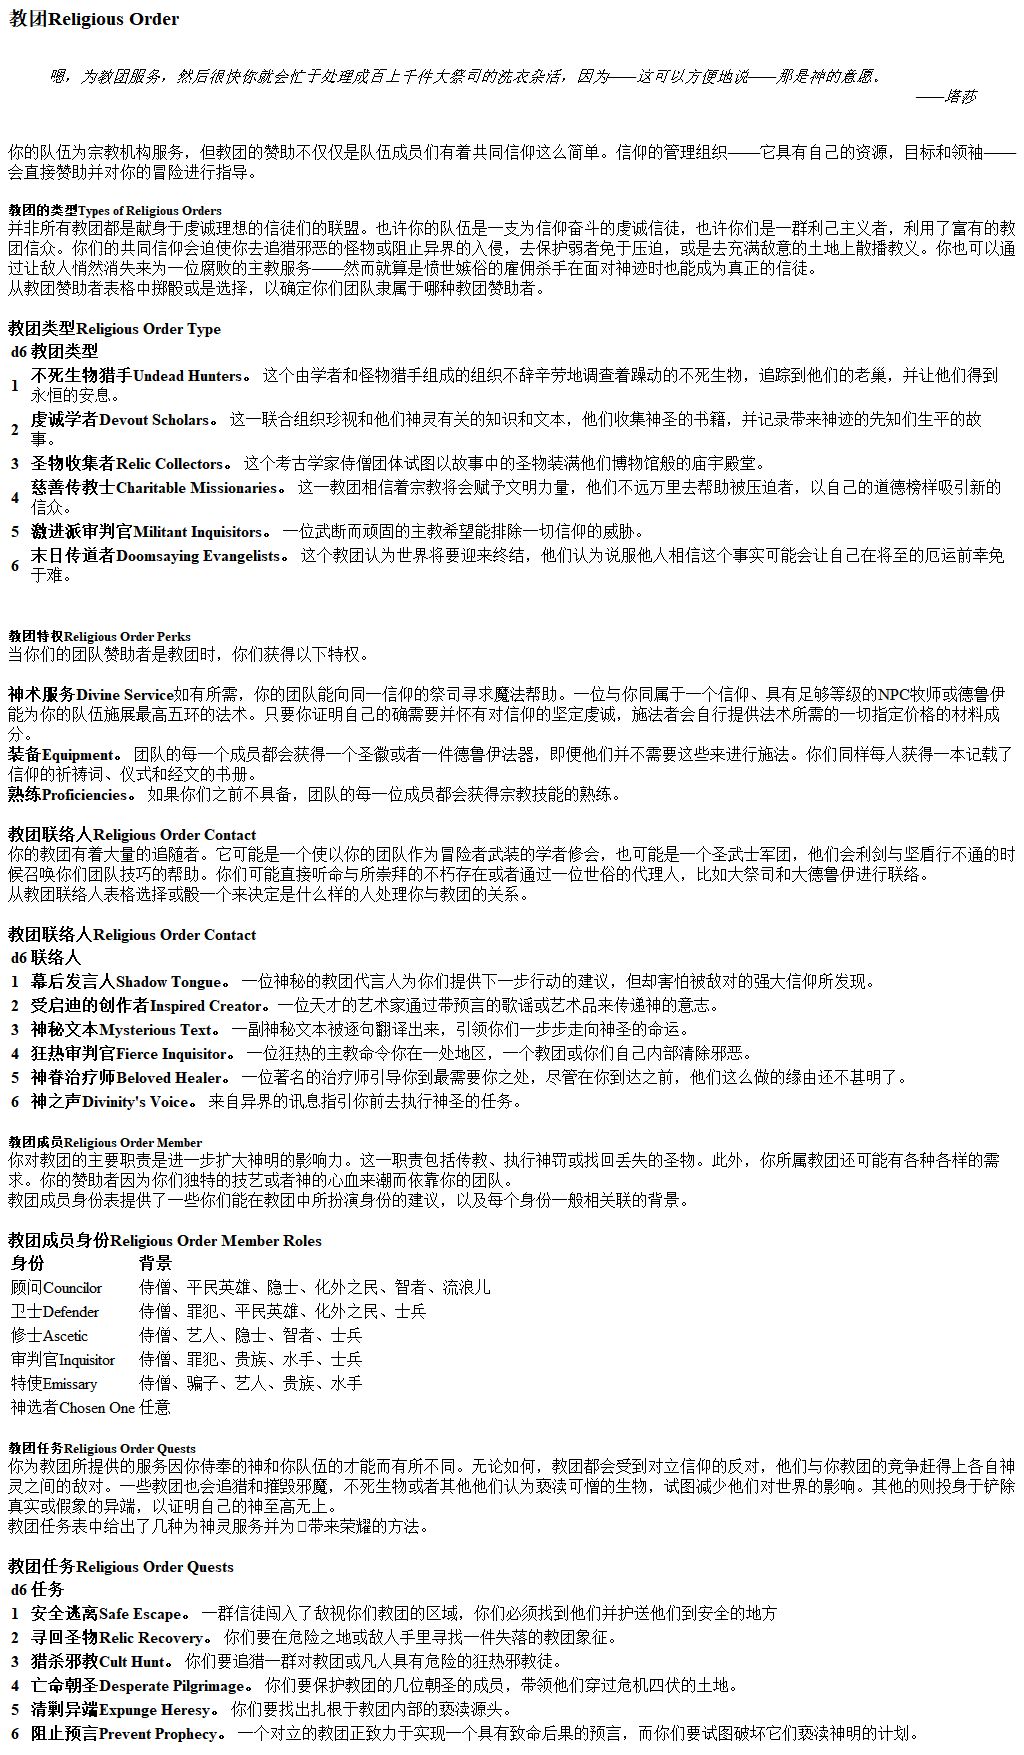 教团Religious Order
嗯，为教团服务，然后很快你就会忙于处理成百上千件大祭司的洗衣杂活，因为——这可以方便地说——那是神的意愿。
——塔莎
你的队伍为宗教机构服务，但教团的赞助不仅仅是队伍成员们有着共同信仰这么简单。信仰的管理组织——它具有自己的资源，目标和领袖——
会直接赞助并对你的冒险进行指导。
教团的类型Types of Religious Orders
并非所有教团都是献身于虔诚理想的信徒们的联盟。也许你的队伍是一支为信仰奋斗的虔诚信徒，也许你们是一群利己主义者，利用了富有的教
团信众。你们的共同信仰会迫使你去追猎邪恶的怪物或阻止异界的入侵，去保护弱者免于压迫，或是去充满敌意的土地上散播教义。你也可以通
过让敌人悄然消失来为一位腐败的主教服务——然而就算是愤世嫉俗的雇佣杀手在面对神迹时也能成为真正的信徒。
从教团赞助者表格中掷骰或是选择，以确定你们团队隶属于哪种教团赞助者。
教团类型Religious Order Type
d6 教团类型
1 不死生物猎手Undead Hunters。 这个由学者和怪物猎手组成的组织不辞辛劳地调查着躁动的不死生物，追踪到他们的老巢，并让他们得到
永恒的安息。
2 虔诚学者Devout Scholars。 这一联合组织珍视和他们神灵有关的知识和文本，他们收集神圣的书籍，并记录带来神迹的先知们生平的故
事。
3 圣物收集者Relic Collectors。 这个考古学家侍僧团体试图以故事中的圣物装满他们博物馆般的庙宇殿堂。
4 慈善传教士Charitable Missionaries。 这一教团相信着宗教将会赋予文明力量，他们不远万里去帮助被压迫者，以自己的道德榜样吸引新的
信众。
5 激进派审判官Militant Inquisitors。 一位武断而顽固的主教希望能排除一切信仰的威胁。
6 末日传道者Doomsaying Evangelists。 这个教团认为世界将要迎来终结，他们认为说服他人相信这个事实可能会让自己在将至的厄运前幸免
于难。
教团特权Religious Order Perks
当你们的团队赞助者是教团时，你们获得以下特权。
神术服务Divine Service如有所需，你的团队能向同一信仰的祭司寻求魔法帮助。一位与你同属于一个信仰、具有足够等级的NPC牧师或德鲁伊
能为你的队伍施展最高五环的法术。只要你证明自己的确需要并怀有对信仰的坚定虔诚，施法者会自行提供法术所需的一切指定价格的材料成
分。
装备Equipment。 团队的每一个成员都会获得一个圣徽或者一件德鲁伊法器，即便他们并不需要这些来进行施法。你们同样每人获得一本记载了
信仰的祈祷词、仪式和经文的书册。
熟练Proficiencies。 如果你们之前不具备，团队的每一位成员都会获得宗教技能的熟练。
教团联络人Religious Order Contact
你的教团有着大量的追随者。它可能是一个使以你的团队作为冒险者武装的学者修会，也可能是一个圣武士军团，他们会利剑与坚盾行不通的时
候召唤你们团队技巧的帮助。你们可能直接听命与所崇拜的不朽存在或者通过一位世俗的代理人，比如大祭司和大德鲁伊进行联络。
从教团联络人表格选择或骰一个来决定是什么样的人处理你与教团的关系。
教团联络人Religious Order Contact
d6 联络人
1 幕后发言人Shadow Tongue。 一位神秘的教团代言人为你们提供下一步行动的建议，但却害怕被敌对的强大信仰所发现。
2 受启迪的创作者Inspired Creator。一位天才的艺术家通过带预言的歌谣或艺术品来传递神的意志。
3 神秘文本Mysterious Text。 一副神秘文本被逐句翻译出来，引领你们一步步走向神圣的命运。
4 狂热审判官Fierce Inquisitor。 一位狂热的主教命令你在一处地区，一个教团或你们自己内部清除邪恶。
5 神眷治疗师Beloved Healer。 一位著名的治疗师引导你到最需要你之处，尽管在你到达之前，他们这么做的缘由还不甚明了。
6 神之声Divinity's Voice。 来自异界的讯息指引你前去执行神圣的任务。
教团成员Religious Order Member
你对教团的主要职责是进一步扩大神明的影响力。这一职责包括传教、执行神罚或找回丢失的圣物。此外，你所属教团还可能有各种各样的需
求。你的赞助者因为你们独特的技艺或者神的心血来潮而依靠你的团队。
教团成员身份表提供了一些你们能在教团中所扮演身份的建议，以及每个身份一般相关联的背景。
教团成员身份Religious Order Member Roles
身份 背景
顾问Councilor 侍僧、平民英雄、隐士、化外之民、智者、流浪儿
卫士Defender 侍僧、罪犯、平民英雄、化外之民、士兵
修士Ascetic 侍僧、艺人、隐士、智者、士兵
审判官Inquisitor 侍僧、罪犯、贵族、水手、士兵
特使Emissary 侍僧、骗子、艺人、贵族、水手
神选者Chosen One 任意
教团任务Religious Order Quests
你为教团所提供的服务因你侍奉的神和你队伍的才能而有所不同。无论如何，教团都会受到对立信仰的反对，他们与你教团的竞争赶得上各自神
灵之间的敌对。一些教团也会追猎和摧毁邪魔，不死生物或者其他他们认为亵渎可憎的生物，试图减少他们对世界的影响。其他的则投身于铲除
真实或假象的异端，以证明自己的神至高无上。
教团任务表中给出了几种为神灵服务并为带来荣耀的方法。
教团任务Religious Order Quests
d6 任务
1 安全逃离Safe Escape。 一群信徒闯入了敌视你们教团的区域，你们必须找到他们并护送他们到安全的地方
2 寻回圣物Relic Recovery。 你们要在危险之地或敌人手里寻找一件失落的教团象征。
3 猎杀邪教Cult Hunt。 你们要追猎一群对教团或凡人具有危险的狂热邪教徒。
4 亡命朝圣Desperate Pilgrimage。 你们要保护教团的几位朝圣的成员，带领他们穿过危机四伏的土地。
5 清剿异端Expunge Heresy。 你们要找出扎根于教团内部的亵渎源头。
6 阻止预言Prevent Prophecy。 一个对立的教团正致力于实现一个具有致命后果的预言，而你们要试图破坏它们亵渎神明的计划。